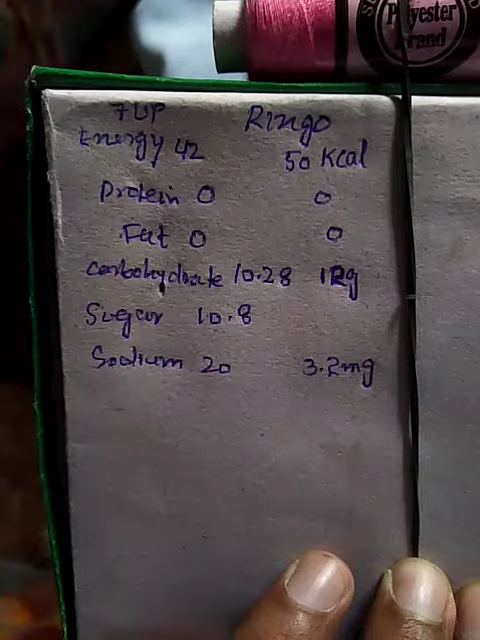 Polyester
Brand
7UP Ringo
Energy 42 50 Kcal
Protein 0 0
Fat 0 0
Carbohydrate 10.28 12g
Sugar 10.8
Sodium 20 3.2mg